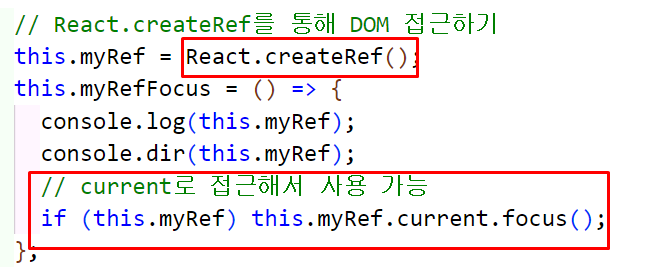 // React.createRef를 통해 DOM 접근하기
this.myRef = React.createRef();
this.myRefFocus = () => {
console.log(this.myRef);
console.dir(this.myRef);
// current로 접근해서 사용 가능
if (this.myRef) this.myRef.current.focus();
};